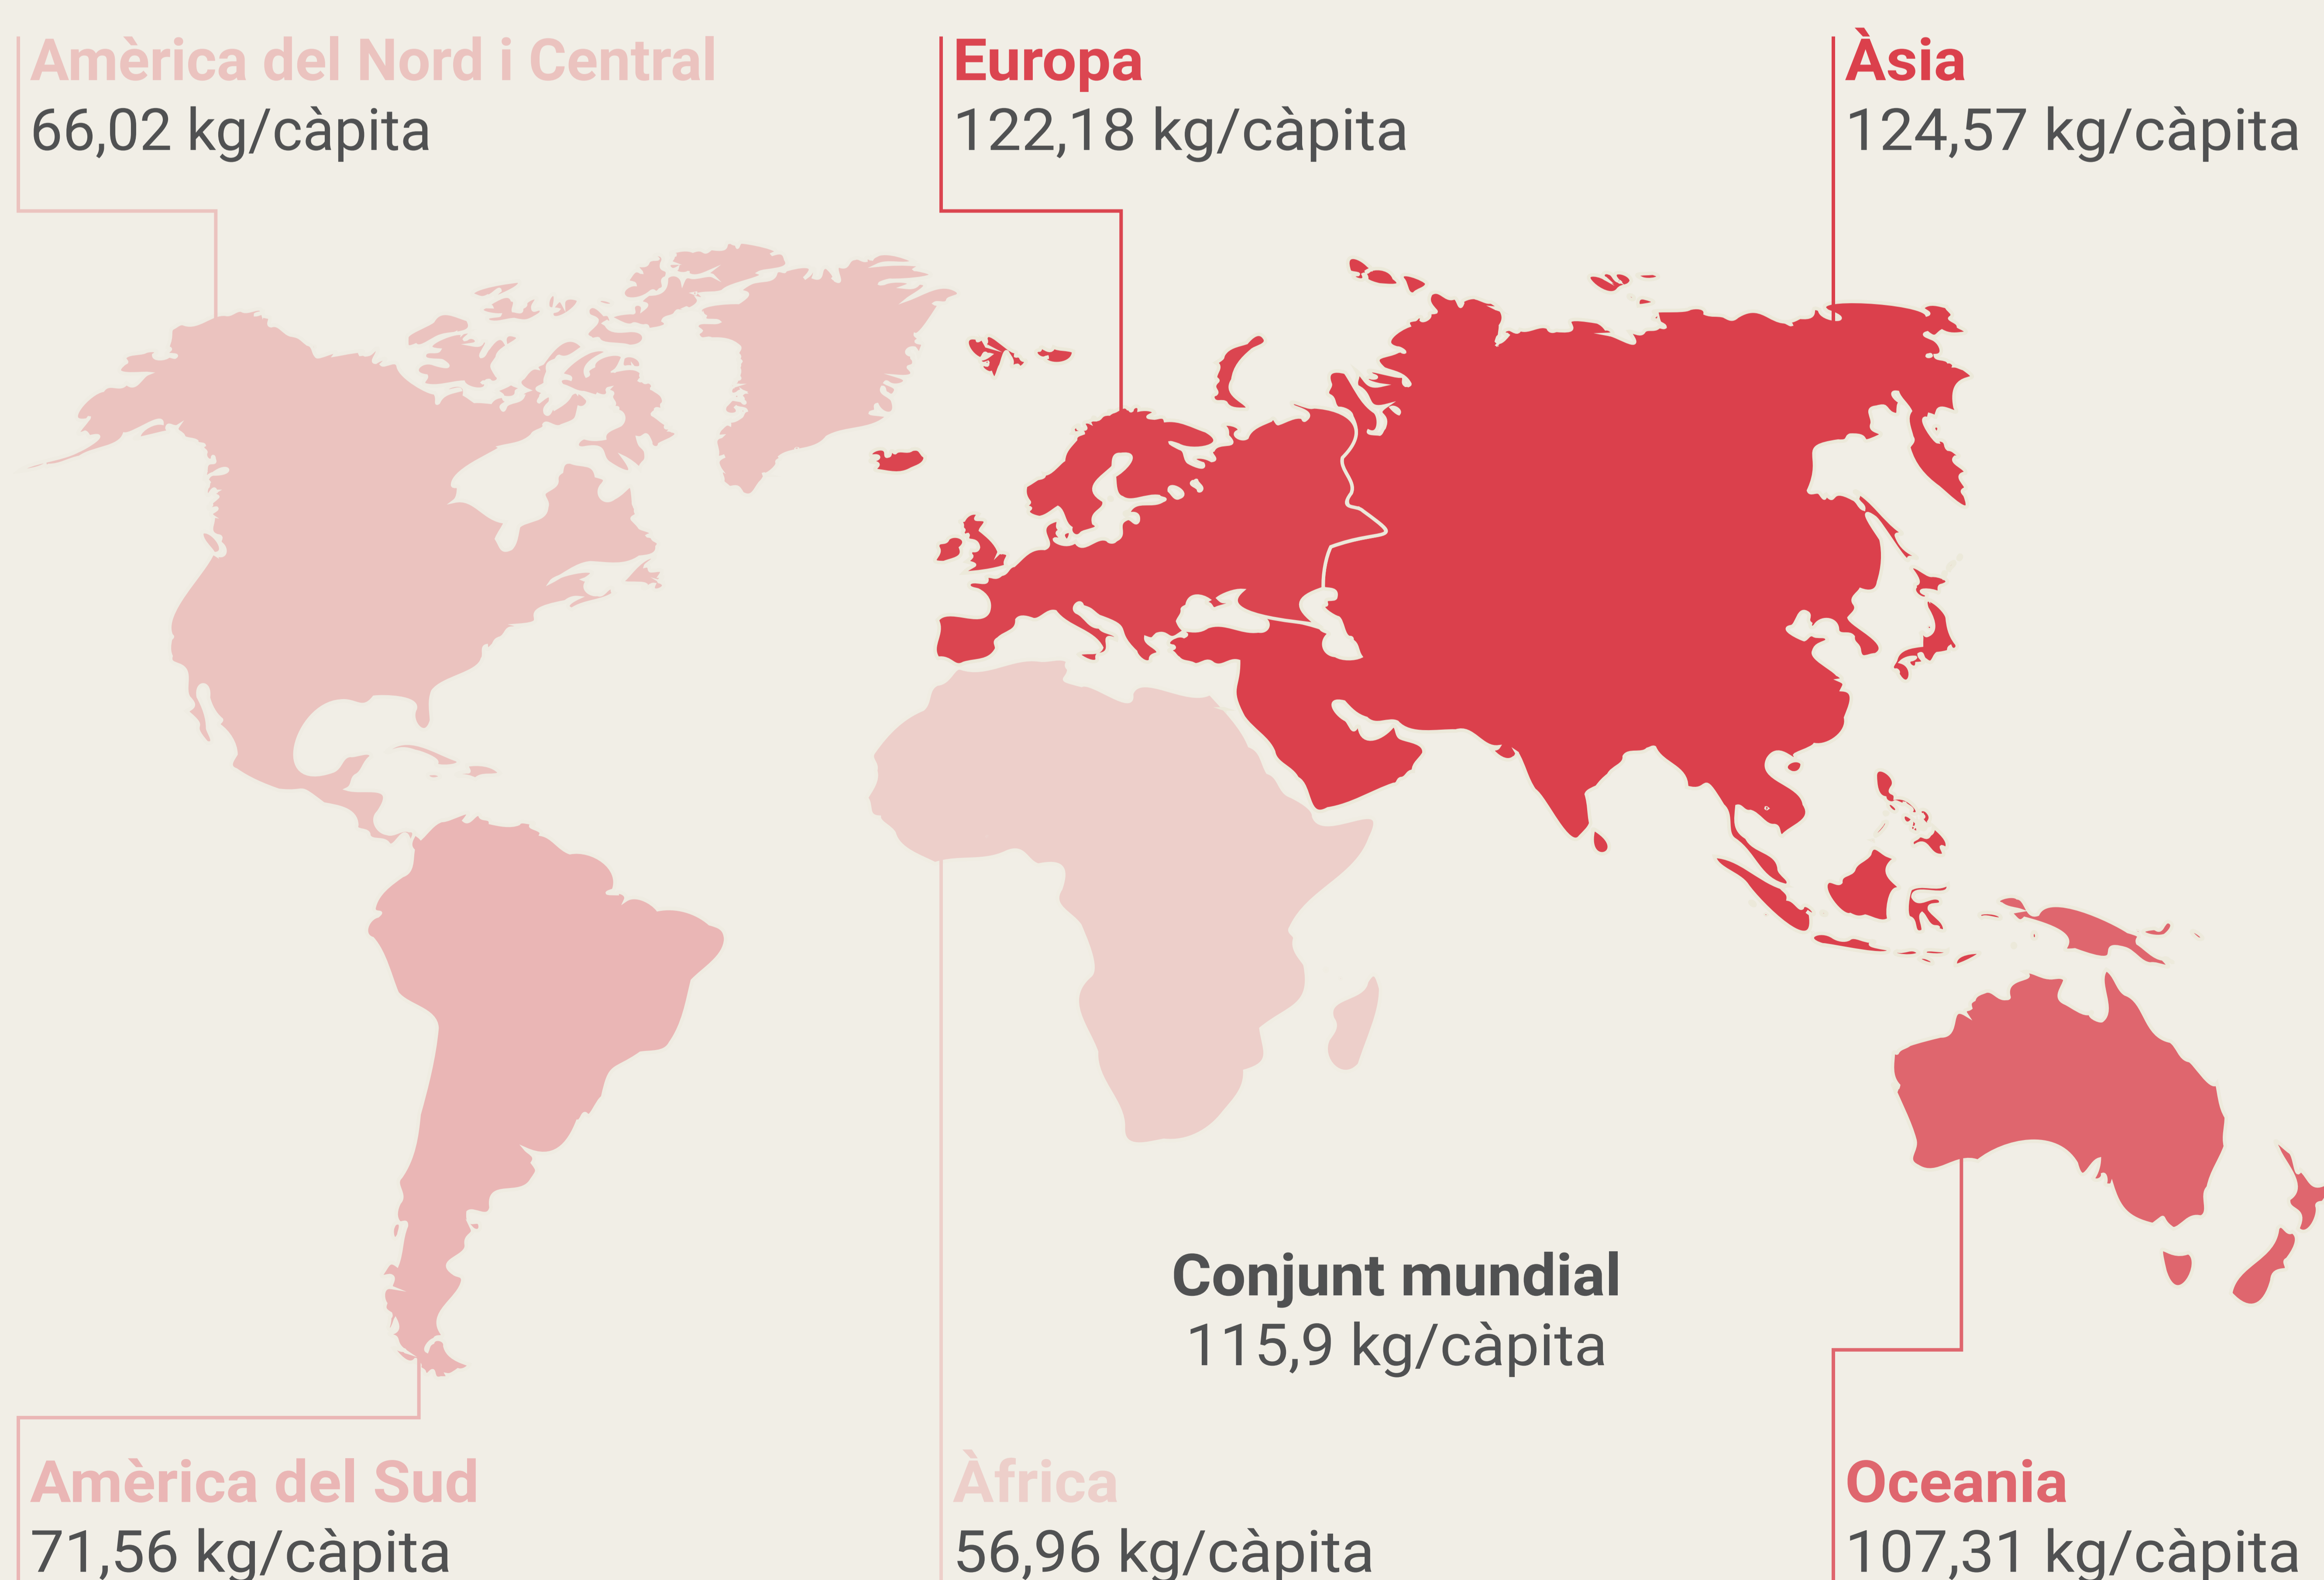 Amèrica del Nord i Central
66,02 kg/càpita
Europa
122,18 kg/càpita
Àsia
124,57 kg/càpita
Conjunt mundial
115,9 kg/càpita
Amèrica del Sud
71,56 kg/càpita
Àfrica
56,96 kg/càpita
Oceania
107,31 kg/càpita